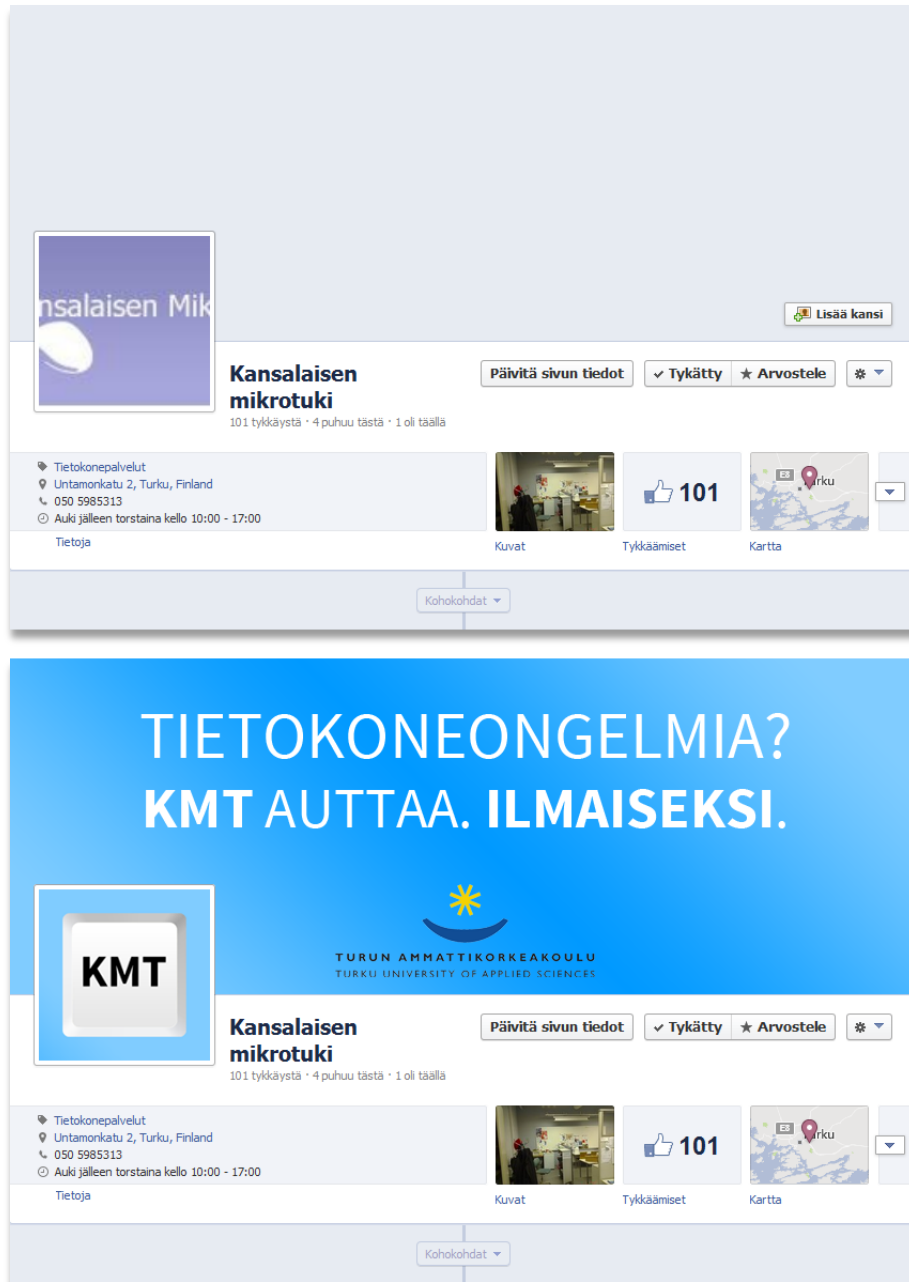 nsalaisen Mik
Lisää kansi
Kansalaisen
mikrotuki
101 tykkäystä · 4 puhuu tästä · 1 oli täällä
Päivitä sivun tiedot
Tykätty
Arvostele
Tietokonepalvelut
Untamonkatu 2, Turku, Finland
050 5985313
Auki jälleen torstaina kello 10:00 - 17:00
Tietoja
101
E8
rku
Kuvat
Tykkäämiset
Kartta
Kohokohdat
TIETOKONEONGELMIA?
KMT AUTTAA. ILMAISEKSI.
TURUN AMMATTIKORKEAKOULU
TURKU UNIVERSITY OF APPLIED SCIENCES
KMT
Kansalaisen
mikrotuki
101 tykkäystä · 4 puhuu tästä · 1 oli täällä
Päivitä sivun tiedot
Tykätty
Arvostele
Tietokonepalvelut
Untamonkatu 2, Turku, Finland
050 5985313
Auki jälleen torstaina kello 10:00 - 17:00
Tietoja
101
E8
rku
Kuvat
Tykkäämiset
Kartta
Kohokohdat